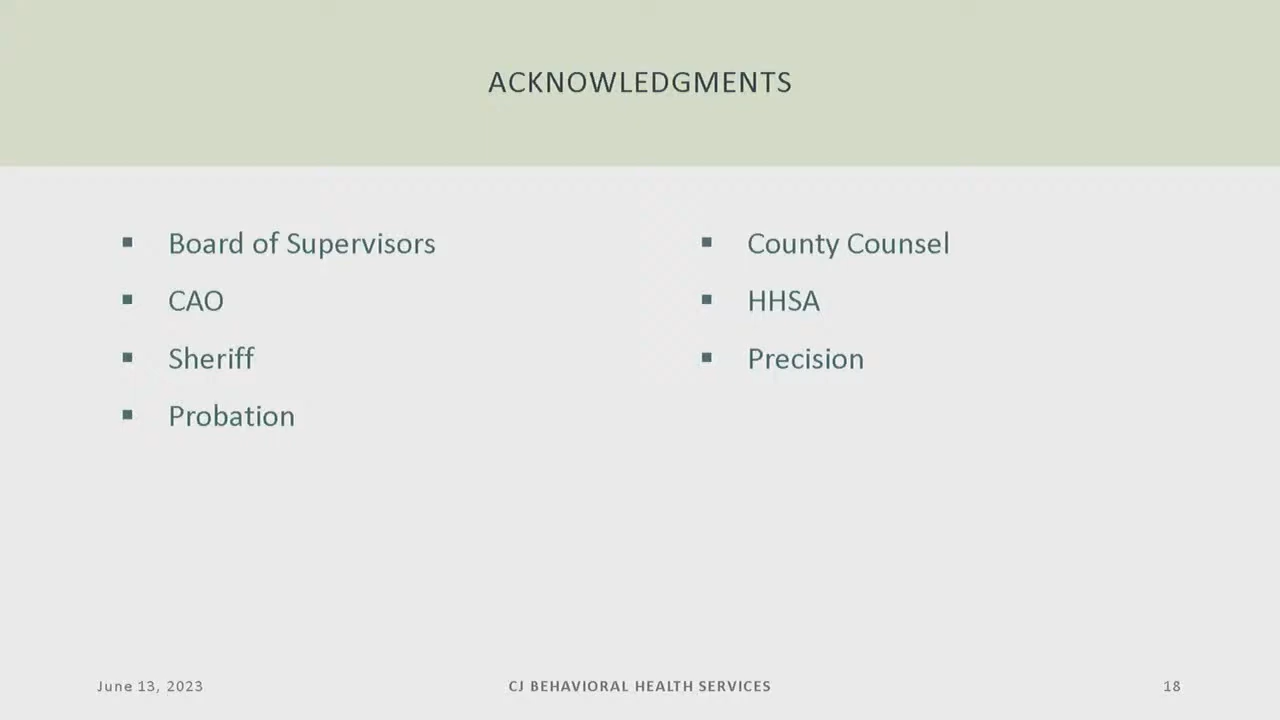 ACKNOWLEDGMENTS
▪ Board of Supervisors
▪ CAO
▪ Sheriff
▪ Probation
▪ County Counsel
▪ HHSA
▪ Precision
June 13, 2023
CJ BEHAVIORAL HEALTH SERVICES
18